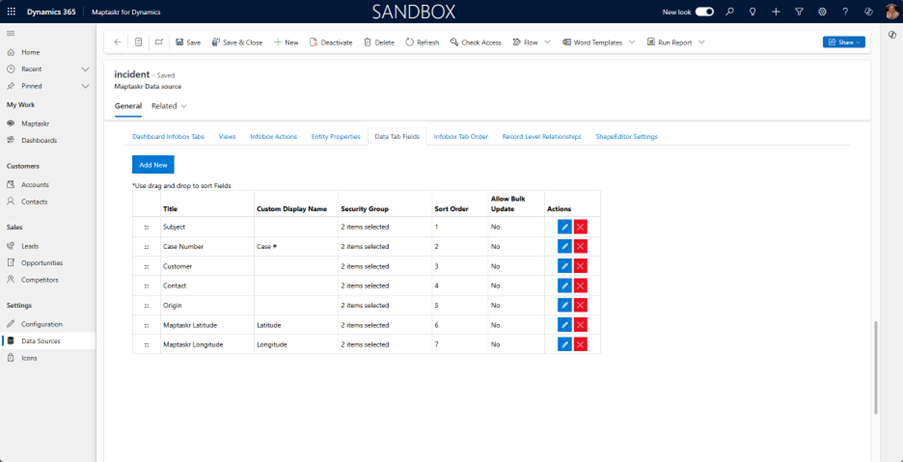 Dynamics 365 Maptaskr for Dynamics SANDBOX New look
Save Save & Close New Deactivate Delete Refresh Check Access Flow Word Templates Run Report Share
Home
Recent
Pinned
My Work
Maptaskr
Dashboards
Customers
Accounts
Contacts
Sales
Leads
Opportunities
Competitors
Settings
Configuration
Data Sources
Icons
incident - Saved
Maptaskr Data source
General Related
Dashboard Infobox Tabs Views Infobox Actions Entity Properties Data Tab Fields Infobox Tab Order Record Level Relationships ShapeEditor Settings
Add New
*Use drag and drop to sort Fields
Title Custom Display Name Security Group Sort Order Allow Bulk Update Actions
Subject 2 items selected 1 No
Case Number Case # 2 items selected 2 No
Customer 2 items selected 3 No
Contact 2 items selected 4 No
Origin 2 items selected 5 No
Maptaskr Latitude Latitude 2 items selected 6 No
Maptaskr Longitude Longitude 2 items selected 7 No